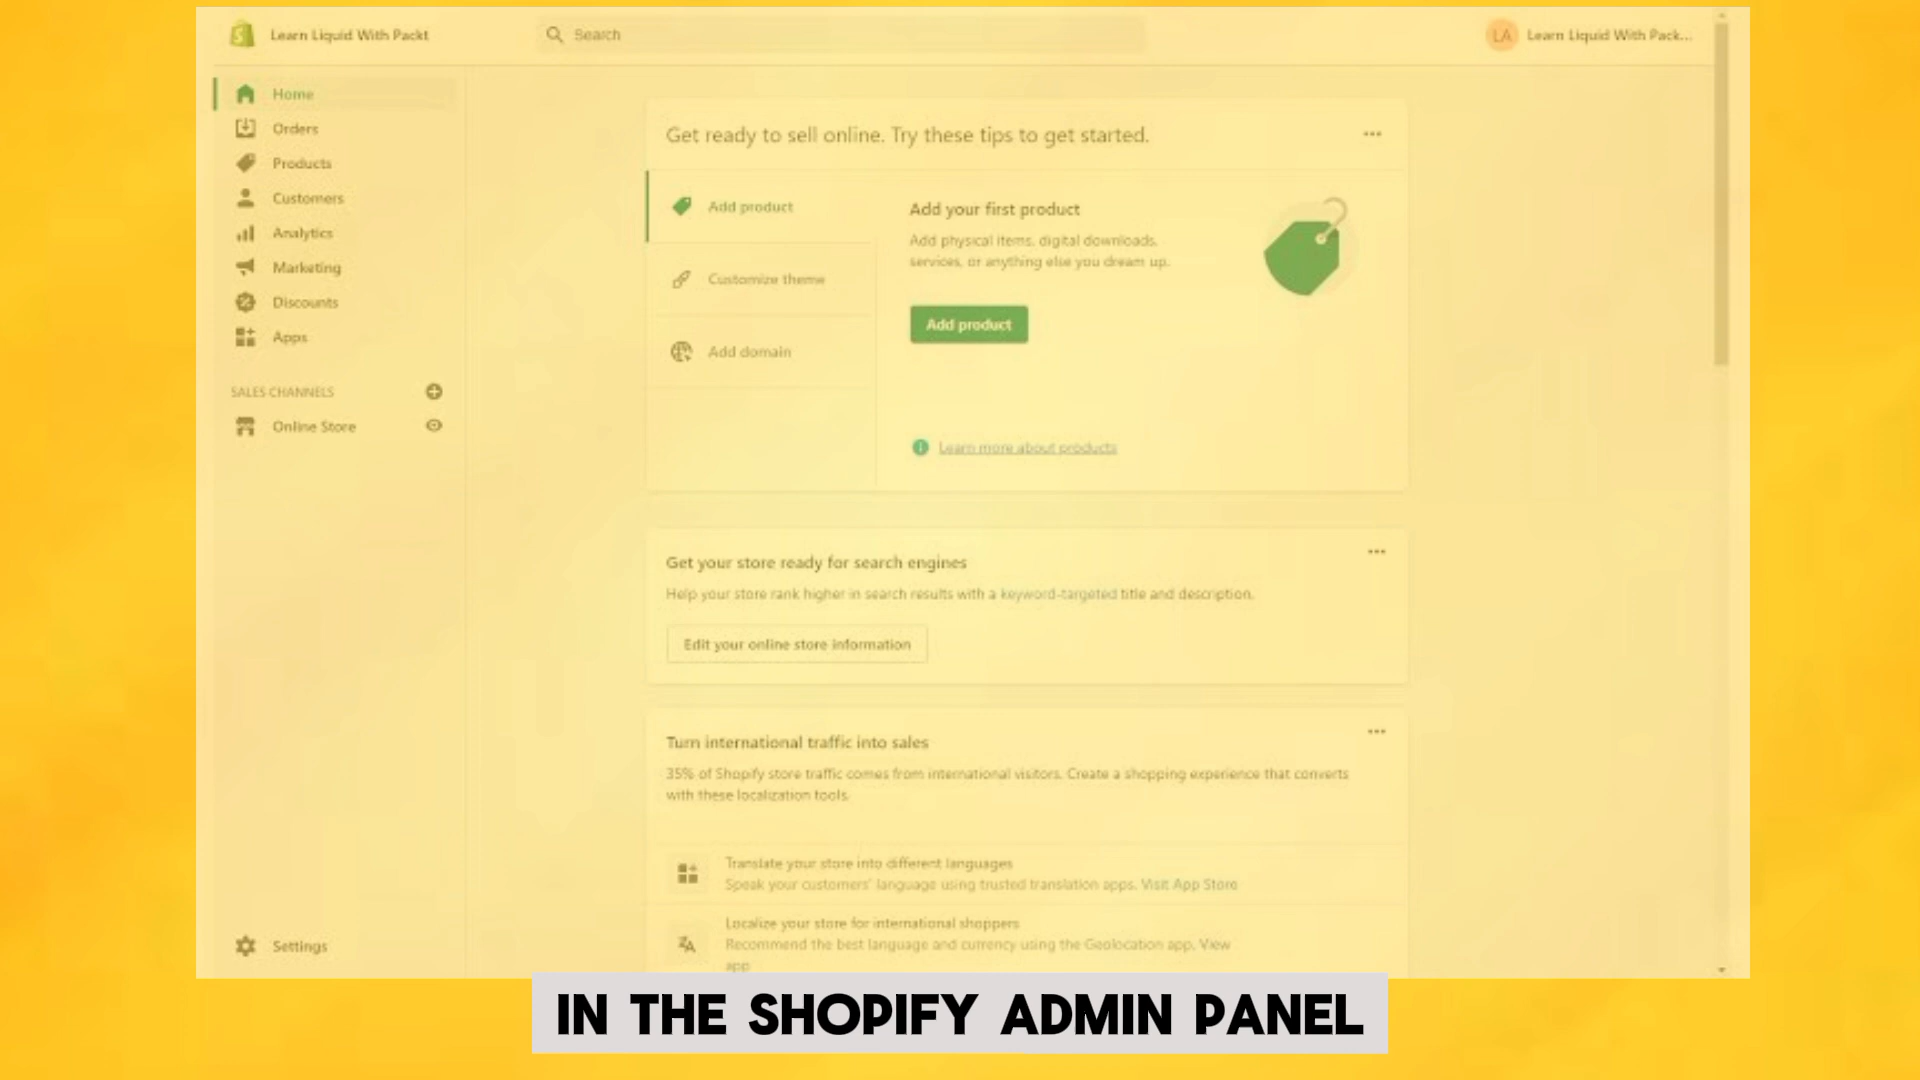 Learn Liquid With Packt
Search
LA
Learn Liquid With Pack...
Home
Orders
Products
Customers
Analytics
Marketing
Discounts
Apps
SALES CHANNELS
Online Store
Settings
Get ready to sell online. Try these tips to get started.
Add product
Customize theme
Add domain
Add your first product
Add physical items, digital downloads,
services, or anything else you dream up.
Add product
Learn more about products
Get your store ready for search engines
Help your store rank higher in search results with a keyword-targeted title and description.
Edit your online store information
Turn international traffic into sales
35% of Shopify store traffic comes from international visitors. Create a shopping experience that converts
with these localization tools.
Translate your store into different languages
Speak your customers' language using trusted translation apps. Visit App Store
Localize your store for international shoppers
Recommend the best language and currency using the Geolocation app. View
app
IN THE SHOPIFY ADMIN PANEL